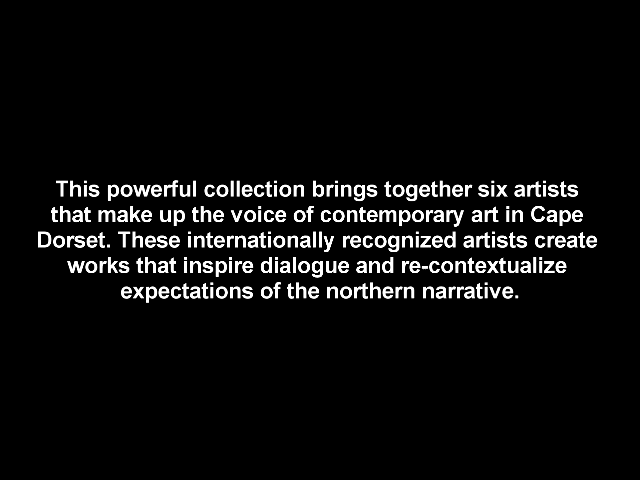 This powerful collection brings together six artists
that make up the voice of contemporary art in Cape
Dorset. These internationally recognized artists create
works that inspire dialogue and re-contextualize
expectations of the northern narrative.